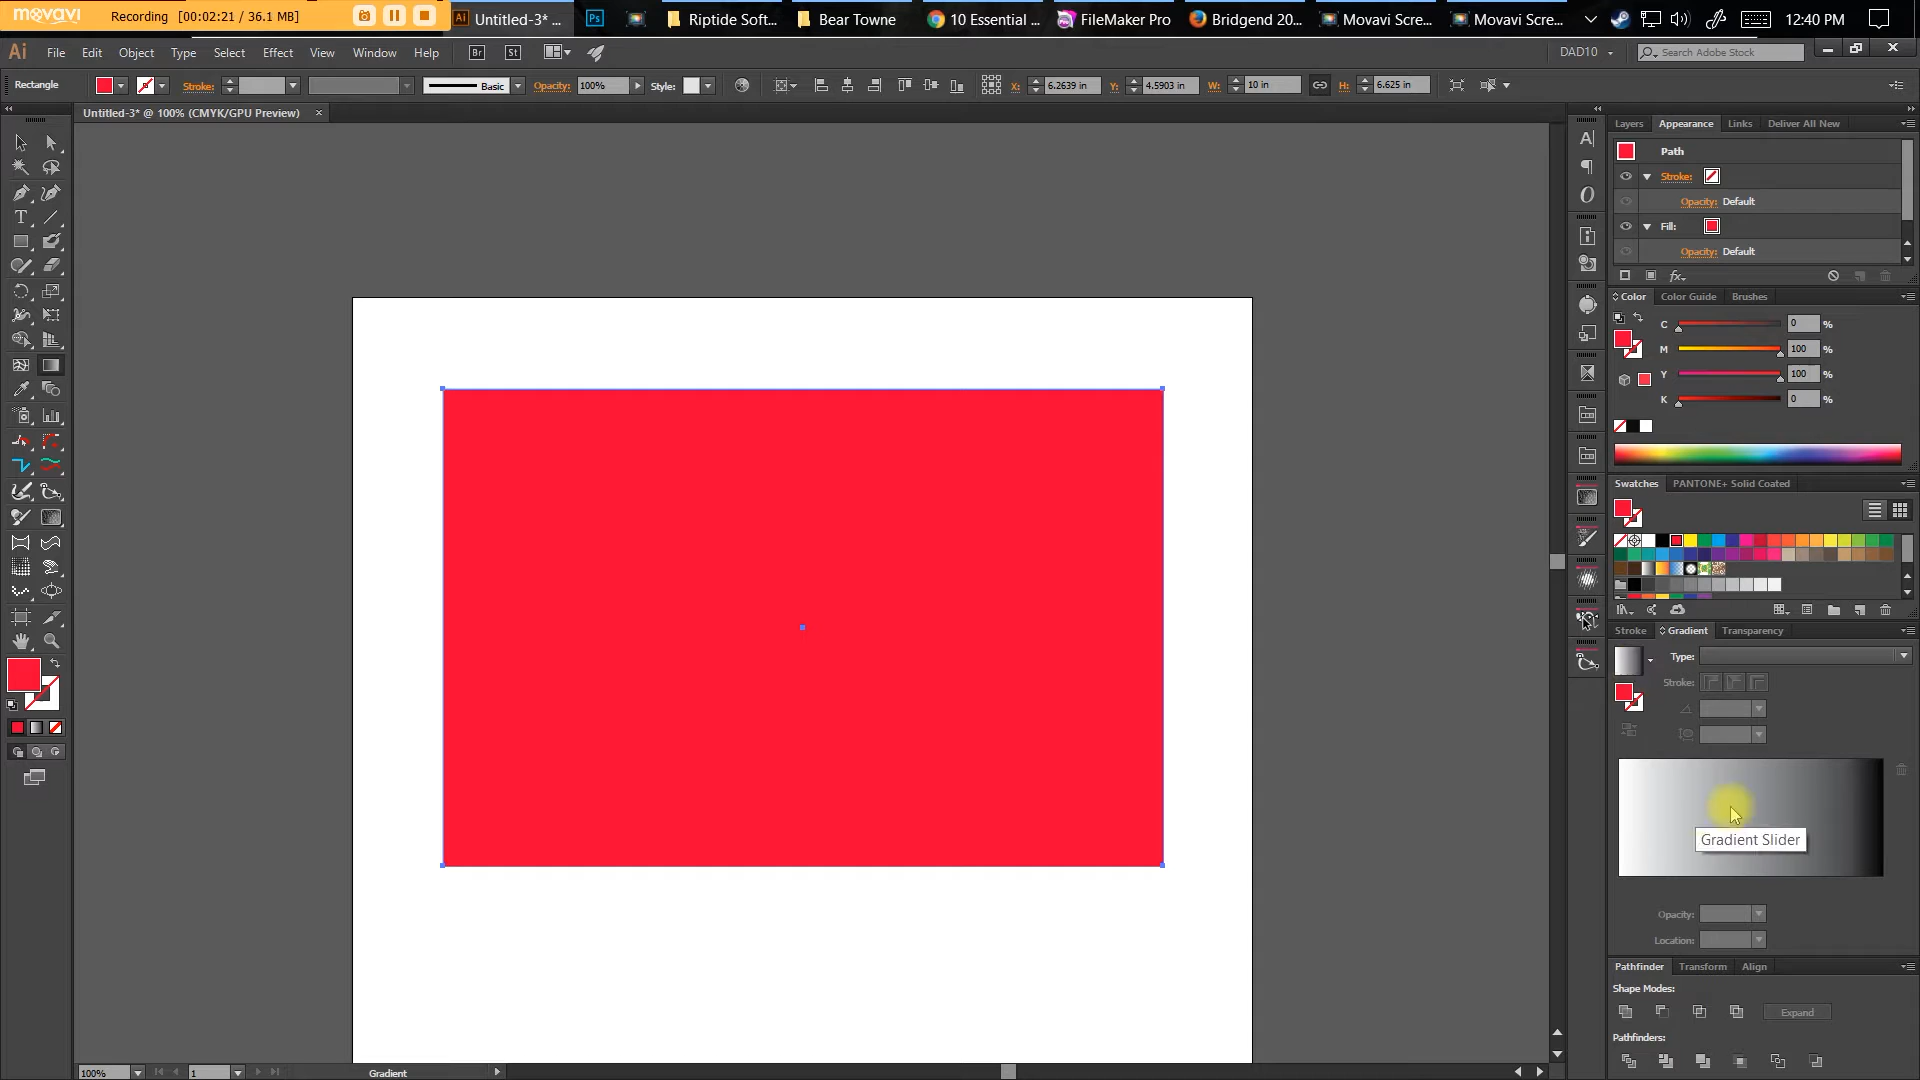 movavi Recording [00:02:21 / 36.1 MB] Ai Untitled-3* ... Ps Riptide Soft... Bear Towne 10 Essential ... FileMaker Pro Bridgend 20... Movavi Scre... Movavi Scre... 12:40 PM
Ai File Edit Object Type Select Effect View Window Help Br St DAD10 Search Adobe Stock
Rectangle Stroke: Basic Opacity: 100% Style: X: 6.2639 in Y: 4.5903 in W: 10 in H: 6.625 in
Untitled-3* @ 100% (CMYK/GPU Preview)
Layers Appearance Links Deliver All New
Path
Stroke:
Opacity: Default
Fill:
Opacity: Default
fx
Color Color Guide Brushes
C 0 %
M 100 %
Y 100 %
K 0 %
Swatches PANTONE+ Solid Coated
Stroke Gradient Transparency
Type:
Stroke:
Gradient Slider
Opacity:
Location:
Pathfinder Transform Align
Shape Modes:
Expand
Pathfinders:
100% 1 Gradient